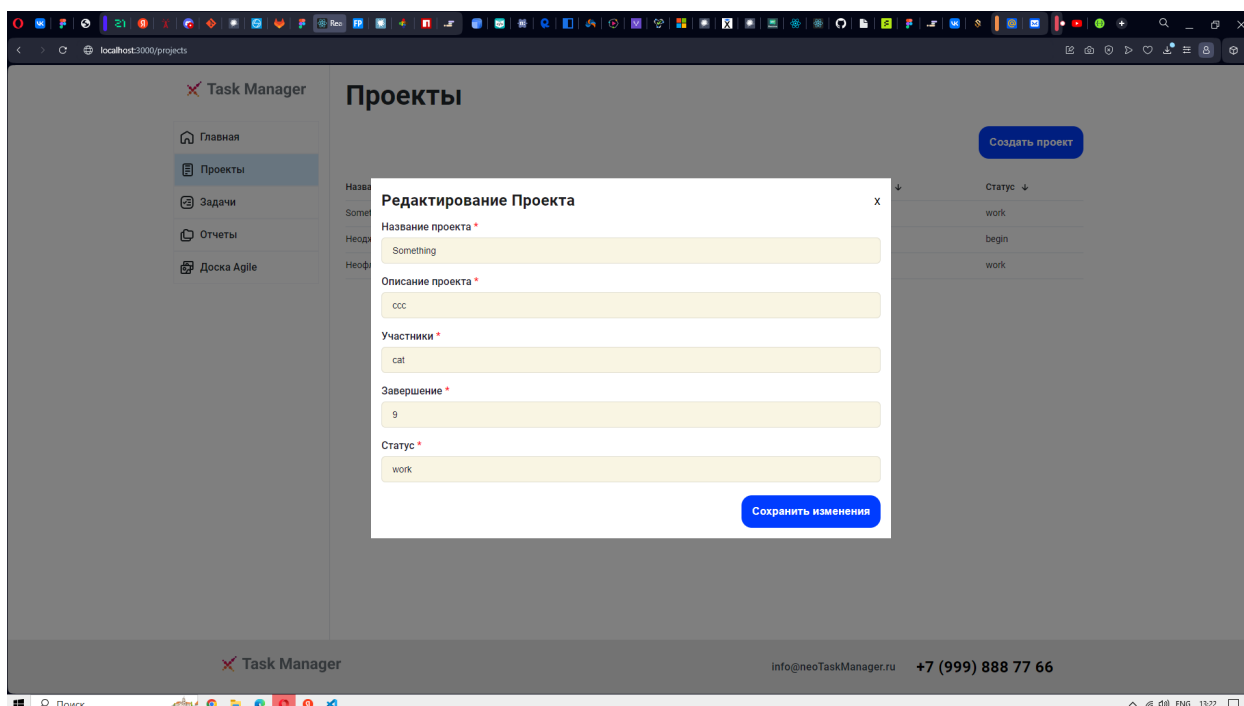 Rea
localhost:3000/projects
Task Manager
Проекты
Главная
Проекты
Задачи
Отчеты
Доска Agile
Создать проект
Статус
work
begin
work
Редактирование Проекта
x
Название проекта *
Something
Описание проекта *
ccc
Участники *
cat
Завершение *
9
Статус *
work
Сохранить изменения
Task Manager
info@neoTaskManager.ru
+7 (999) 888 77 66
Поиск
ENG
13:22